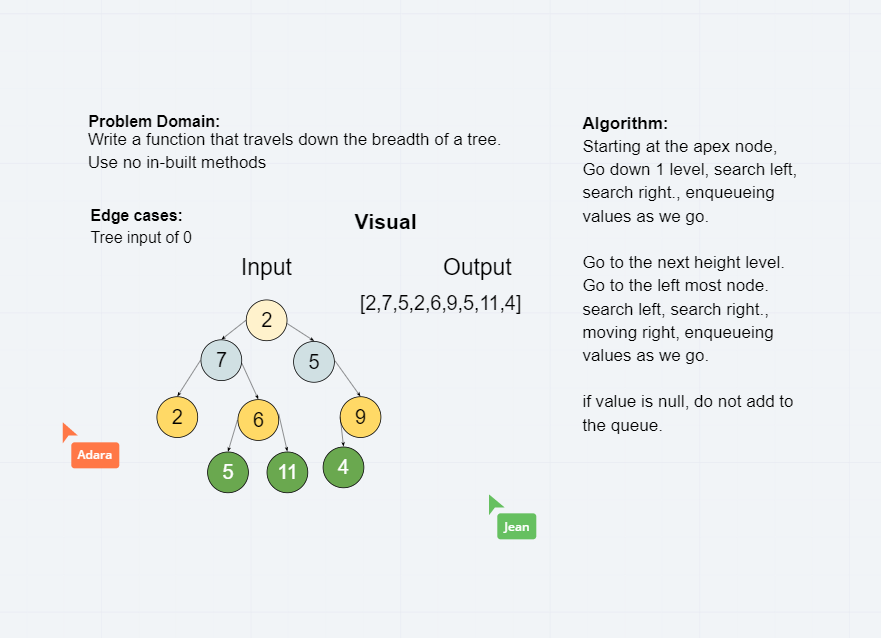 Problem Domain:
Write a function that travels down the breadth of a tree.
Use no in-built methods
Edge cases:
Tree input of 0
Visual
Input
Output
[2,7,5,2,6,9,5,11,4]
2
7
5
2
6
9
5
11
4
Adara
Jean
Algorithm:
Starting at the apex node,
Go down 1 level, search left,
search right., enqueueing
values as we go.
Go to the next height level.
Go to the left most node.
search left, search right.,
moving right, enqueueing
values as we go.
if value is null, do not add to
the queue.